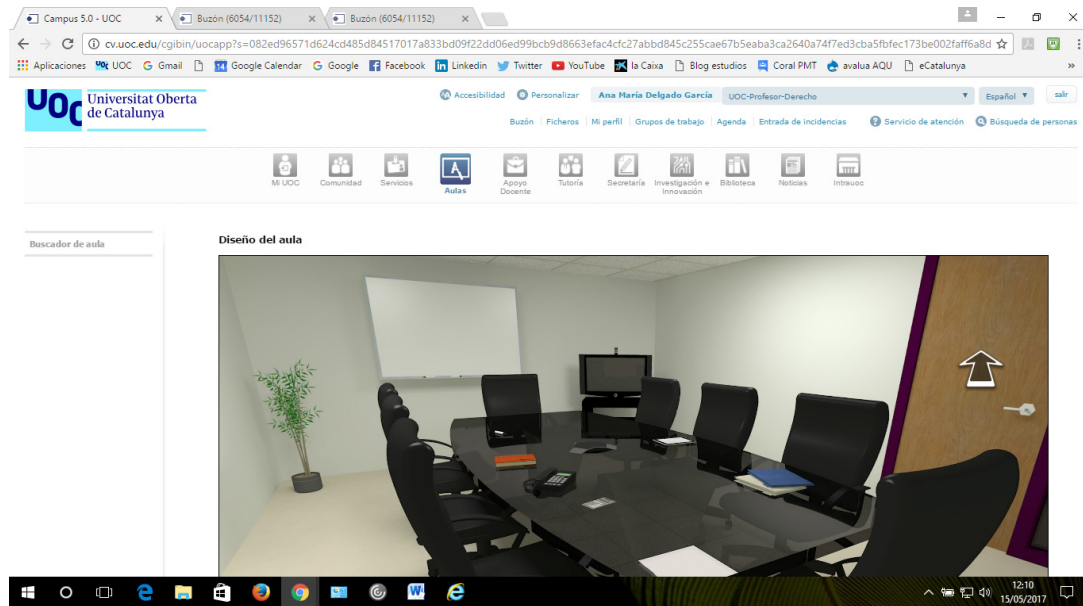 Campus 5.0 - UOC
Buzón (6054/11152)
Buzón (6054/11152)
cv.uoc.edu/cgibin/uocapp?s=082ed96571d624cd485d84517017a833bd09f22dd06ed99bcb9d8663efac4cfc27abbd845c255cae67b5eaba3ca2640a74f7ed3cba5fbfec173be002faff6a8d
Aplicaciones UOC Gmail Google Calendar Google Facebook Linkedin Twitter YouTube la Caixa Blog estudios Coral PMT avalua AQU eCatalunya »
UOC Universitat Oberta
de Catalunya
Accesibilidad Personalizar Ana María Delgado García UOC-Profesor-Derecho Español salir
Buzón Ficheros Mi perfil Grupos de trabajo Agenda Entrada de incidencias Servicio de atención Búsqueda de personas
Mi UOC
Comunidad
Servicios
Aulas
Apoyo
Docente
Tutoría
Secretaría
Investigación e
Innovación
Biblioteca
Noticias
Intrauoc
Buscador de aula
Diseño del aula
12:10
15/05/2017